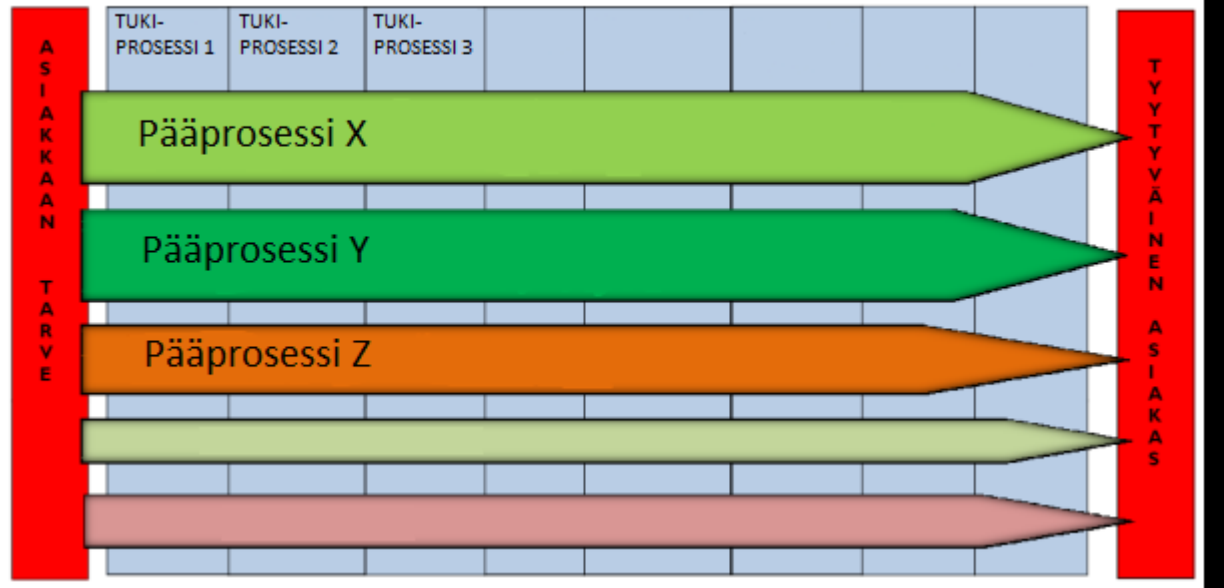 ASIAKKAAN TARVE
TUKI-
PROSESSI 1
TUKI-
PROSESSI 2
TUKI-
PROSESSI 3
Pääprosessi X
Pääprosessi Y
Pääprosessi Z
TYYTYVÄINEN ASIAKAS